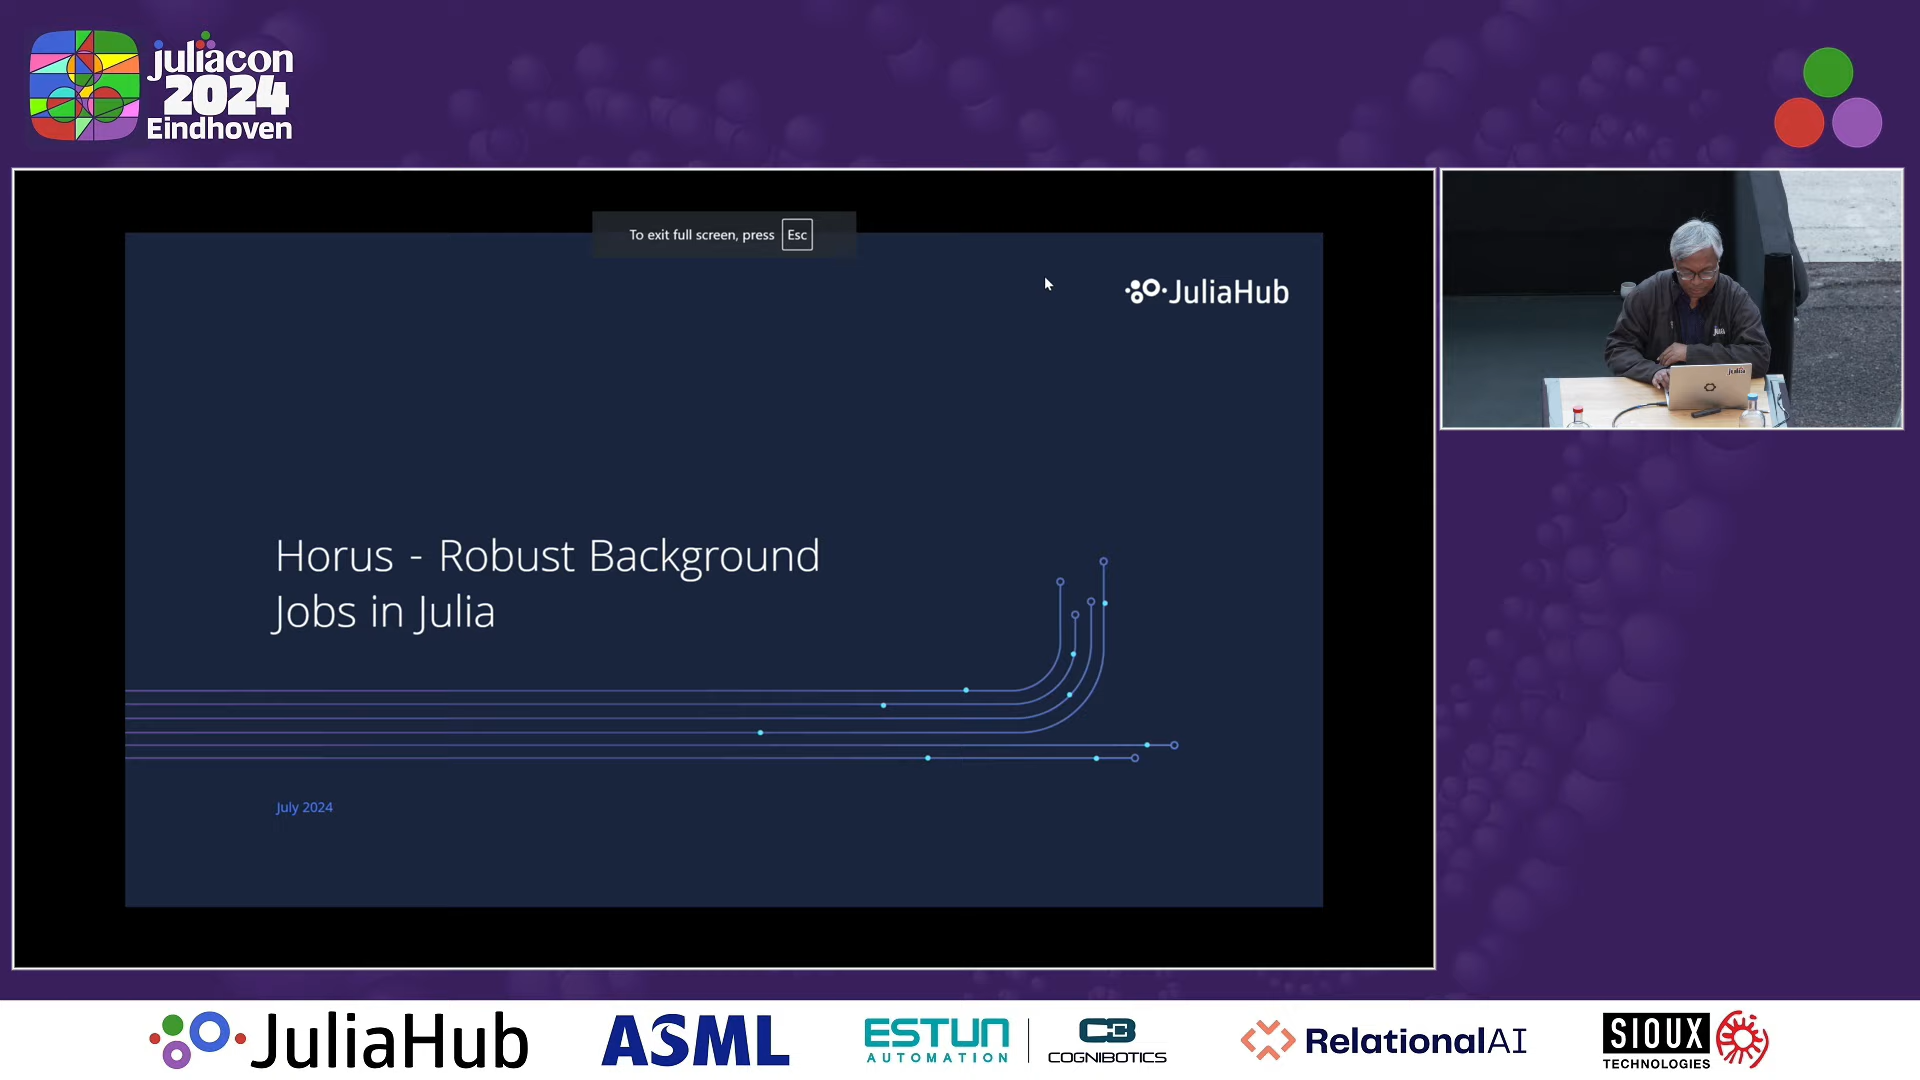 juliacon
2024
Eindhoven
To exit full screen, press Esc
JuliaHub
Horus - Robust Background
Jobs in Julia
July 2024
julia
JuliaHub
ASML
ESTUN
AUTOMATION
COGNIBOTICS
RelationalAI
SIOUX
TECHNOLOGIES